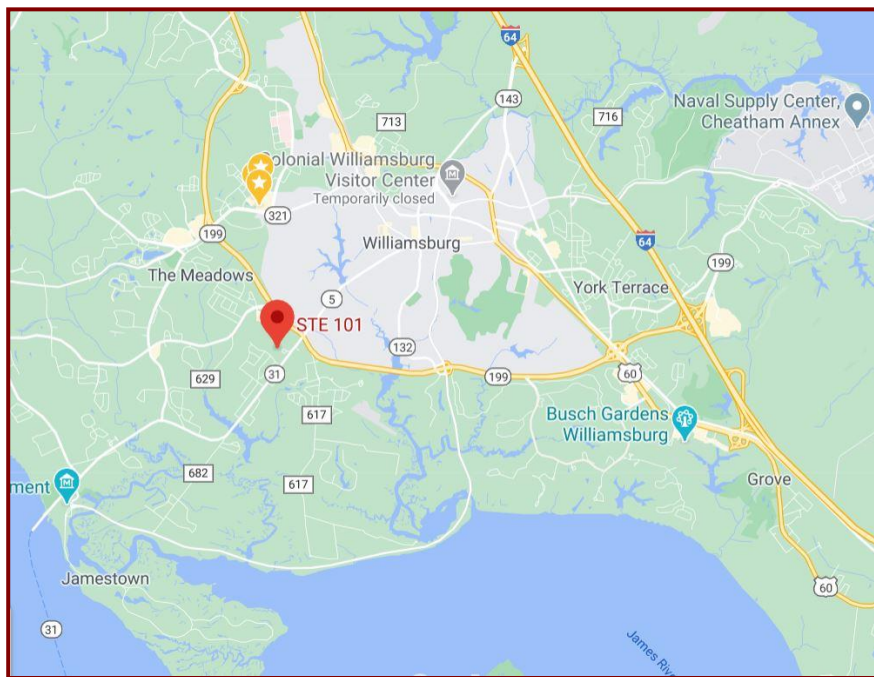 64
143
713
716
Naval Supply Center,
Cheatham Annex
Colonial Williamsburg
Visitor Center
Temporarily closed
321
199
Williamsburg
64
199
The Meadows
York Terrace
5
STE 101
132
31
629
199
60
617
Busch Gardens
Williamsburg
682
617
ment
Grove
Jamestown
60
31
James Rive